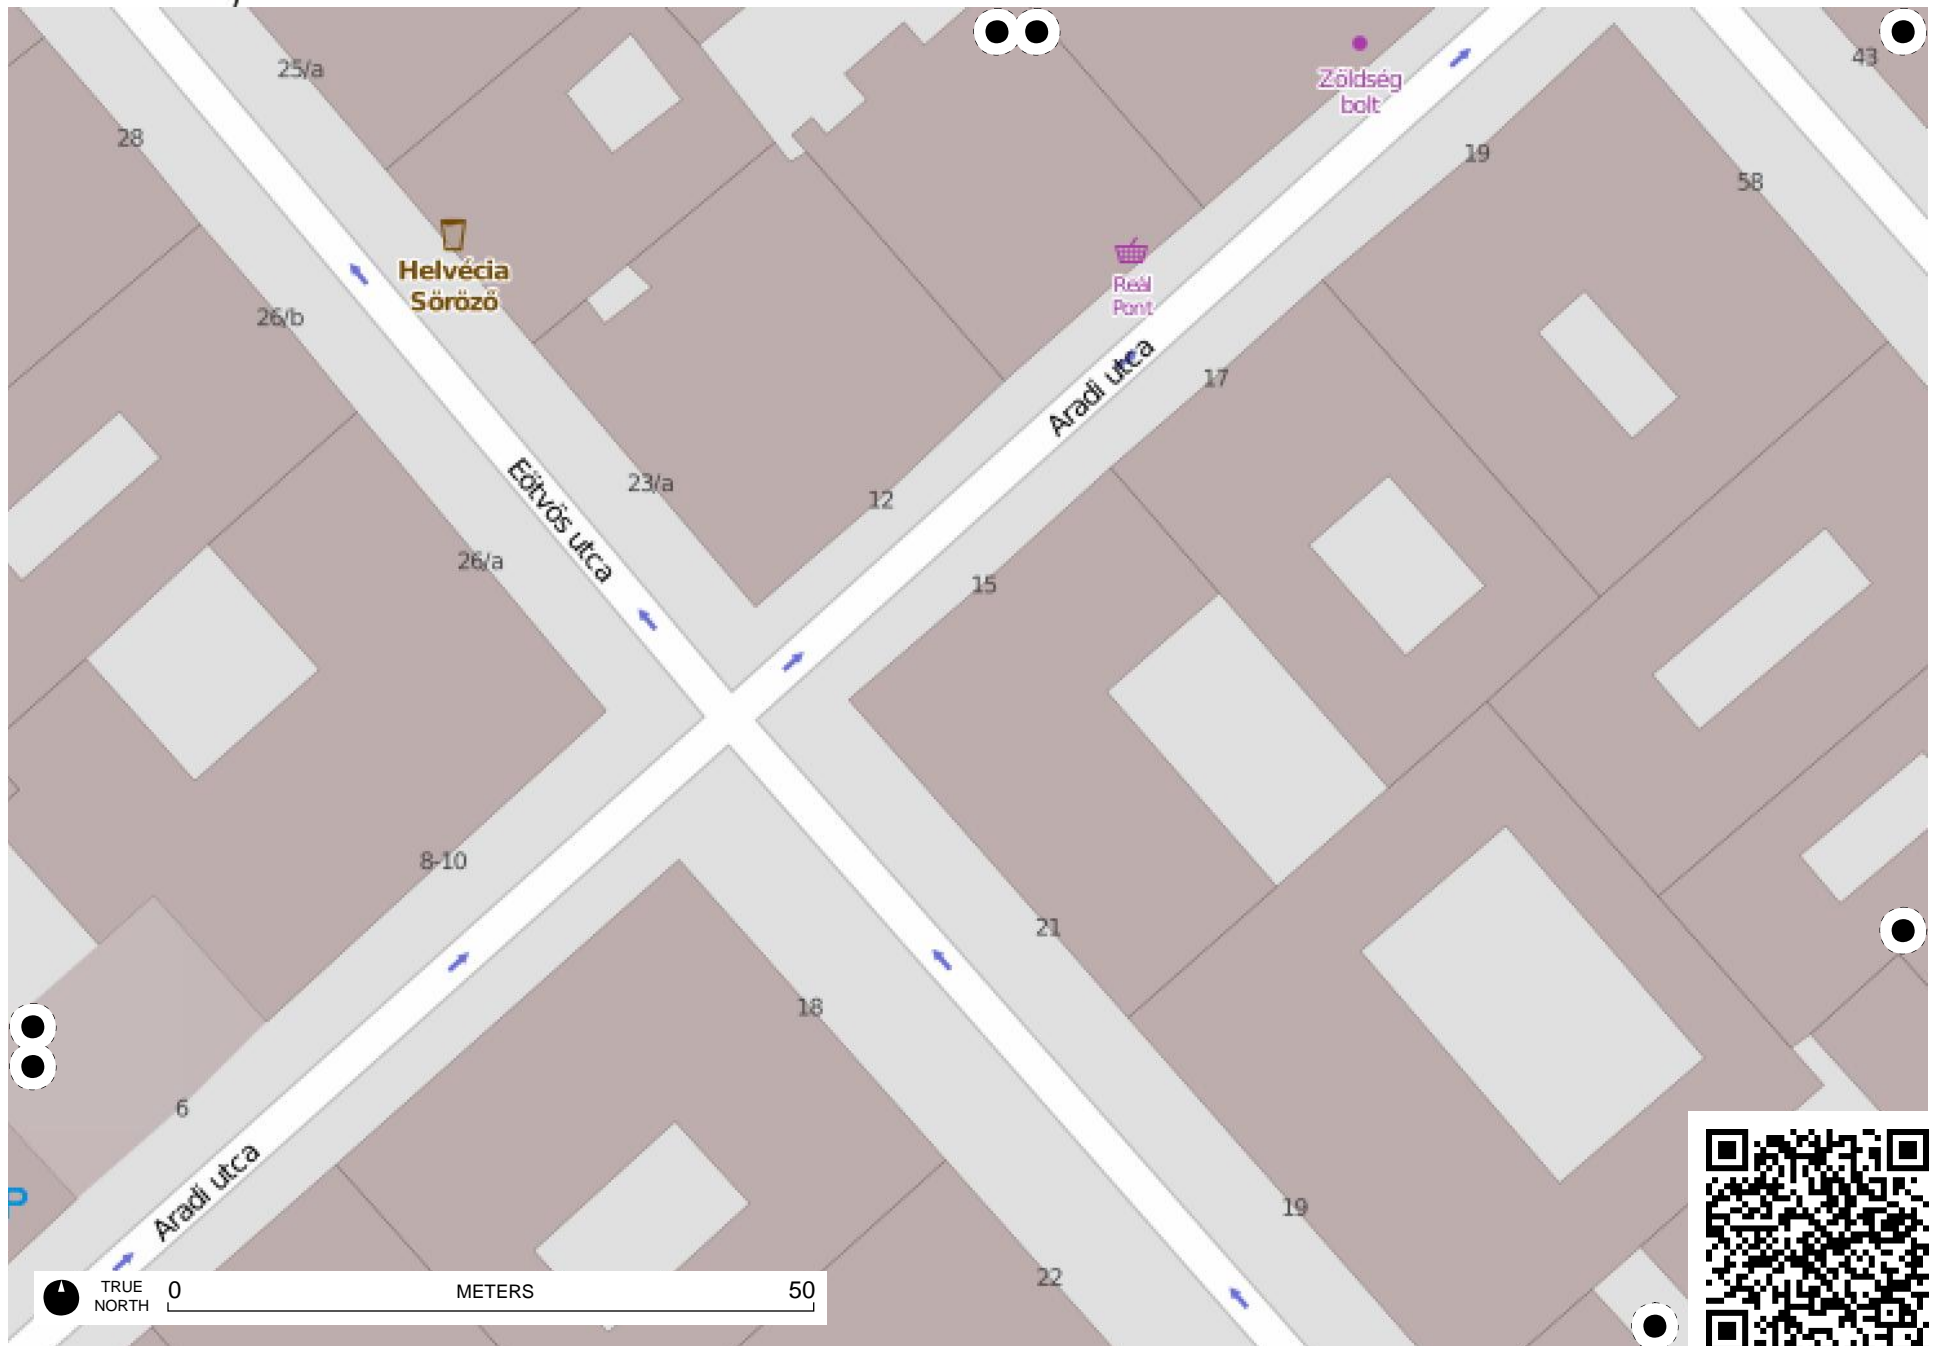 25/a
43
Zöldség
bolt
28
19
58
Helvécia
Söröző
Reál
Pont
26/b
Aradi utca
17
23/a
12
Eötvös utca
26/a
15
8-10
21
18
6
Aradi utca
19
22
P
TRUE
NORTH
0 METERS 50